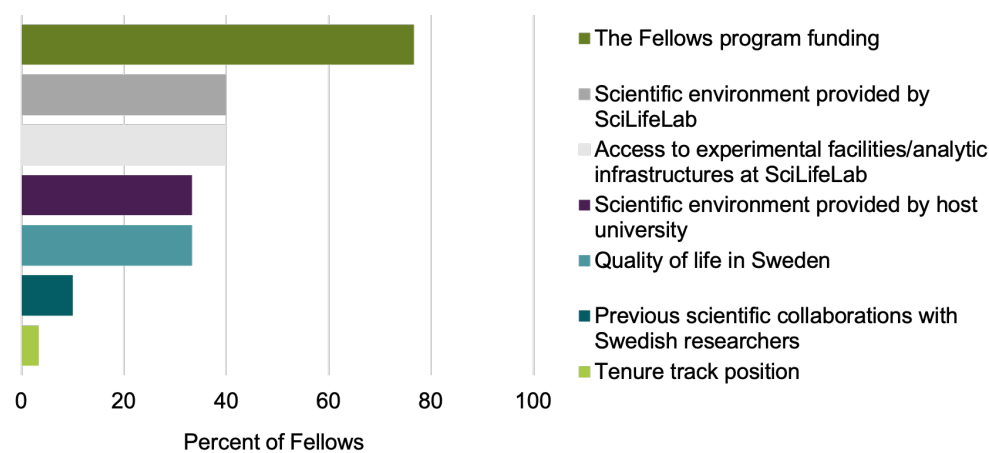 The Fellows program funding
Scientific environment provided by
SciLifeLab
Access to experimental facilities/analytic
infrastructures at SciLifeLab
Scientific environment provided by host
university
Quality of life in Sweden
Previous scientific collaborations with
Swedish researchers
Tenure track position
0 20 40 60 80 100
Percent of Fellows